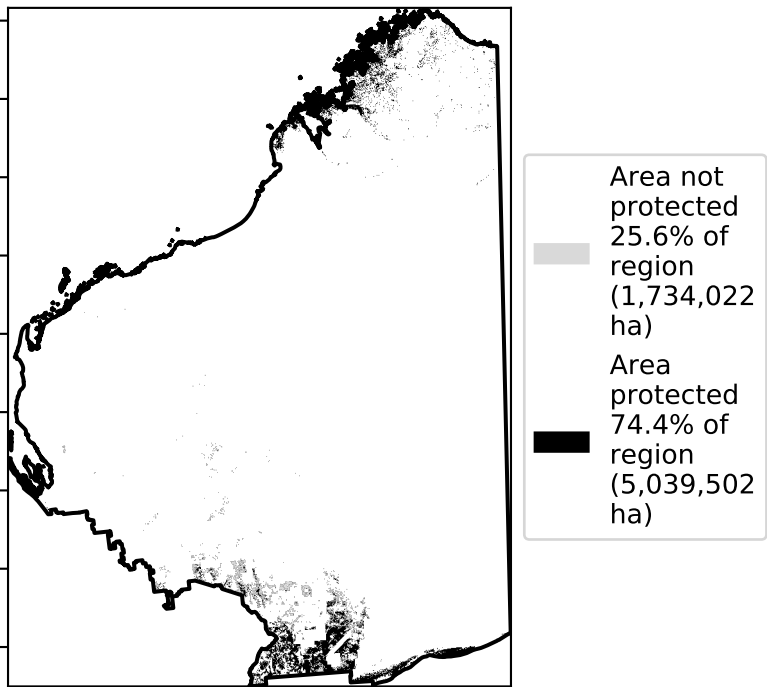 Area not
protected
25.6% of
region
(1,734,022
ha)
Area
protected
74.4% of
region
(5,039,502
ha)